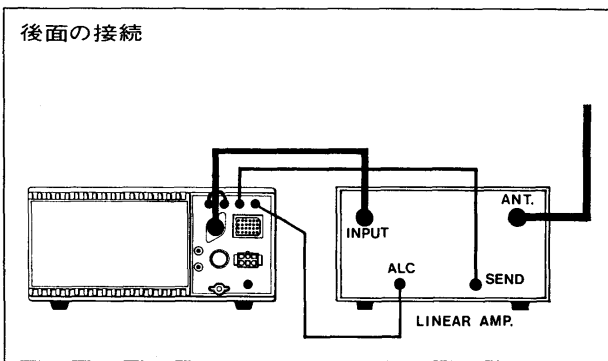 後面の接続
ANT.
INPUT
ALC
SEND
LINEAR AMP.